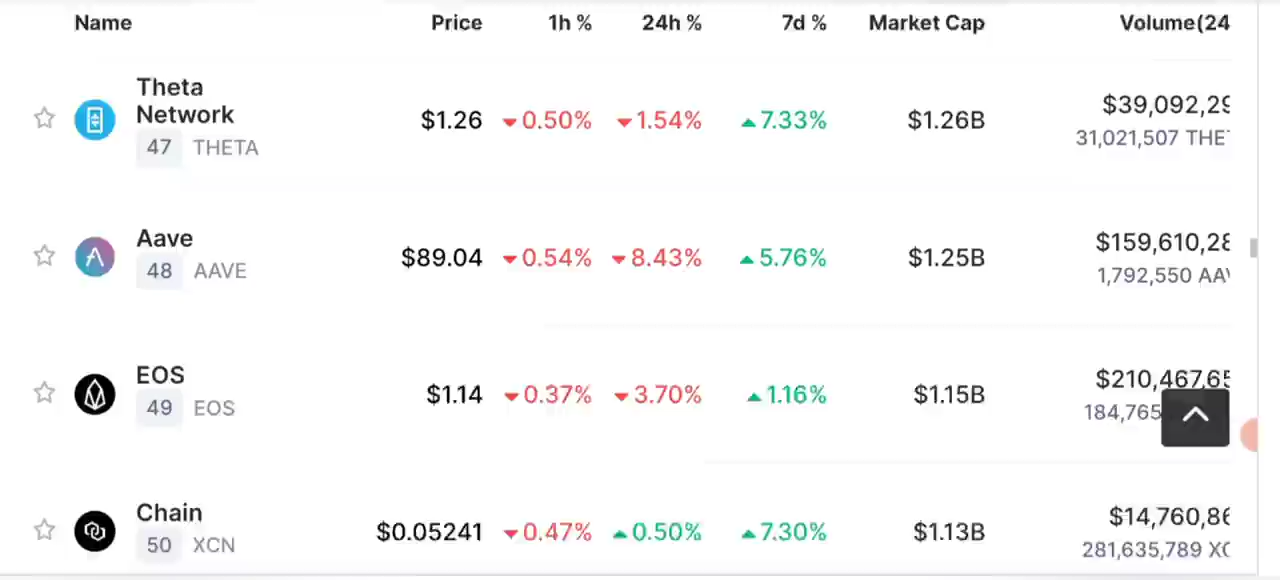 Name Price 1h % 24h % 7d % Market Cap Volume(24
Theta
Network
$1.26 0.50% 1.54% 7.33% $1.26B $39,092,29
47 THETA 31,021,507 THE
Aave
$89.04 0.54% 8.43% 5.76% $1.25B $159,610,28
48 AAVE 1,792,550 AA
EOS
$1.14 0.37% 3.70% 1.16% $1.15B $210,467,65
49 EOS 184,765
Chain
$0.05241 0.47% 0.50% 7.30% $1.13B $14,760,86
50 XCN 281,635,789 X